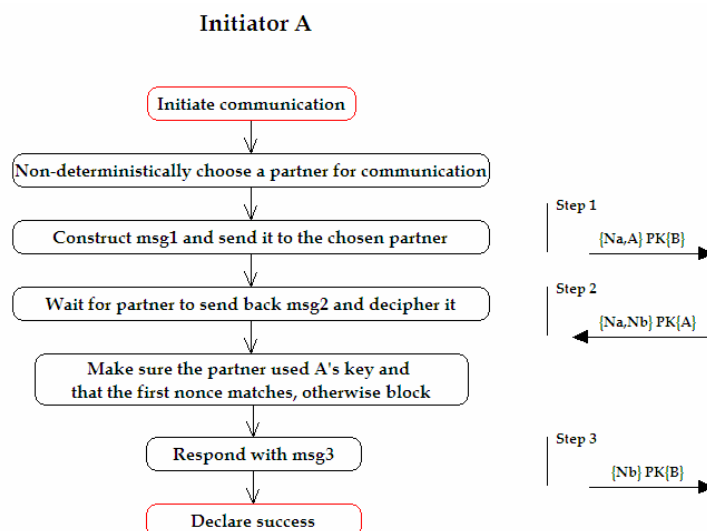 Initiator A
Initiate communication
Non-deterministically choose a partner for communication
Construct msg1 and send it to the chosen partner
Step 1
{Na,A} PK{B}
Wait for partner to send back msg2 and decipher it
Step 2
{Na,Nb} PK{A}
Make sure the partner used A's key and
that the first nonce matches, otherwise block
Respond with msg3
Step 3
{Nb} PK{B}
Declare success